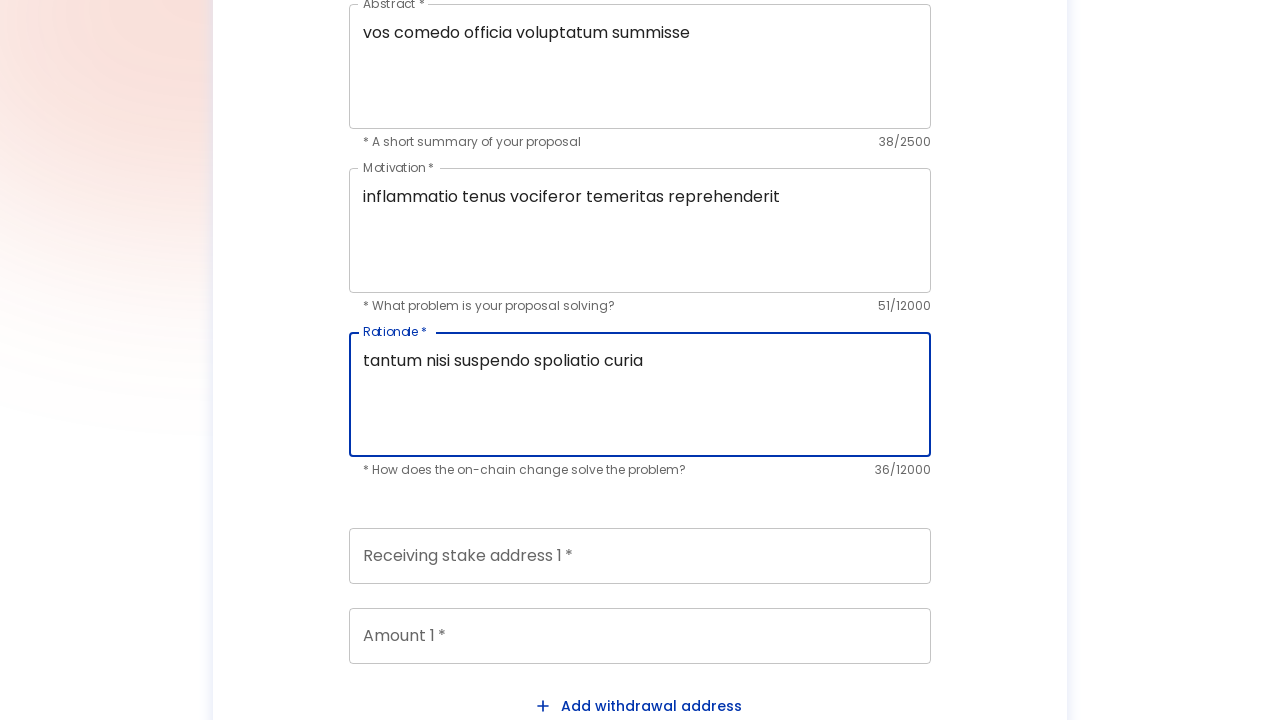 Abstract *
vos comedo officia voluptatum summisse
* A short summary of your proposal 38/2500
Motivation *
inflammatio tenus vociferor temeritas reprehenderit
* What problem is your proposal solving? 51/12000
Rationale *
tantum nisi suspendo spoliatio curia
* How does the on-chain change solve the problem? 36/12000
Receiving stake address 1 *
Amount 1 *
Add withdrawal address